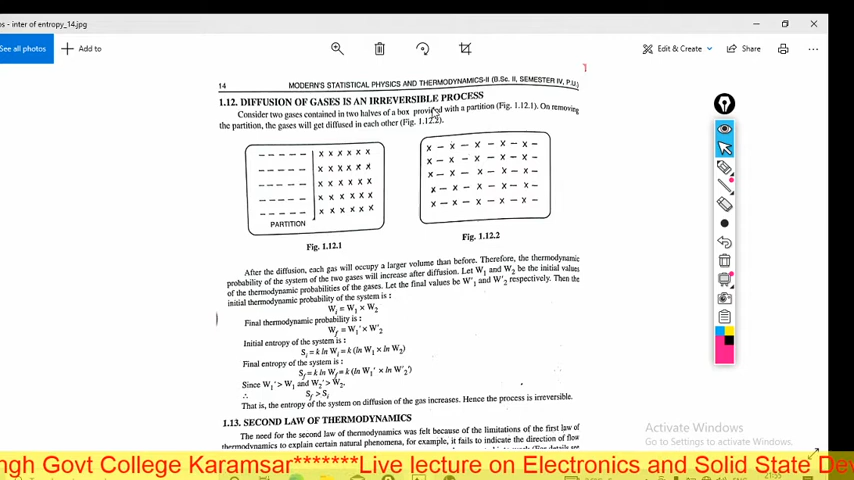 os - inter of entropy_14.jpg
See all photos + Add to Edit & Create Share
14 MODERN'S STATISTICAL PHYSICS AND THERMODYNAMICS-II (B.Sc. II, SEMESTER IV, P.U.)
1.12. DIFFUSION OF GASES IS AN IRREVERSIBLE PROCESS
Consider two gases contained in two halves of a box provided with a partition (Fig. 1.12.1). On removing
the partition, the gases will get diffused in each other (Fig. 1.12.2).
– – – – – x x x x x x
– – – – – x x x x x x
– – – – – x x x x x x
– – – – – x x x x x x
– – – – – x x x x x x
PARTITION
Fig. 1.12.1
x – x – x – x – x –
x – x – x – x – x –
x – x – x – x – x –
x – x – x – x – x –
x – x – x – x – x –
Fig. 1.12.2
After the diffusion, each gas will occupy a larger volume than before. Therefore, the thermodynamic
probability of the system of the two gases will increase after diffusion. Let W₁ and W₂ be the initial values
of the thermodynamic probabilities of the gases. Let the final values be W'₁ and W'₂ respectively. Then the
initial thermodynamic probability of the system is :
Wᵢ = W₁ × W₂
Final thermodynamic probability is :
W_f = W₁' × W'₂
Initial entropy of the system is :
Sᵢ = k ln Wᵢ = k (ln W₁ × ln W₂)
Final entropy of the system is :
S_f = k ln W_f = k (ln W₁' × ln W₂')
Since W₁' > W₁ and W₂' > W₂.
∴ S_f > Sᵢ
That is, the entropy of the system on diffusion of the gas increases. Hence the process is irreversible.
1.13. SECOND LAW OF THERMODYNAMICS
The need for the second law of thermodynamics was felt because of the limitations of the first law of
thermodynamics to explain certain natural phenomena, for example, it fails to indicate the direction of flow
Activate Windows
Go to Settings to activate Windows.
ngh Govt College Karamsar*******Live lecture on Electronics and Solid State Dev